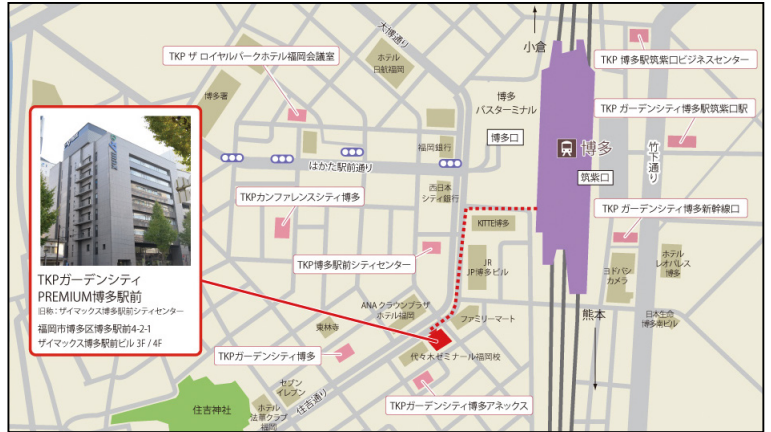 大博通り
小倉
TKP 博多駅筑紫口ビジネスセンター
TKP ザ ロイヤルパークホテル福岡会議室
ホテル
日航福岡
博多署
博多
バスターミナル
TKP ガーデンシティ博多駅筑紫口駅
福岡銀行
博多口
博多
竹下通り
はかた駅前通り
筑紫口
西日本
シティ銀行
TKPカンファレンスシティ博多
TKP ガーデンシティ博多新幹線口
KITTE博多
TKP博多駅前シティセンター
JR
JP博多ビル
ヨドバシ
カメラ
ホテル
レオパレス
博多
TKPガーデンシティ
PREMIUM博多駅前
旧称：ザイマックス博多駅前シティセンター
福岡市博多区博多駅前4-2-1
ザイマックス博多駅前ビル 3F / 4F
ANAクラウンプラザ
ホテル福岡
ファミリーマート
熊本
日本生命
博多南ビル
東林寺
TKPガーデンシティ博多
代々木ゼミナール福岡校
セブン
イレブン
住吉通り
TKPガーデンシティ博多アネックス
住吉神社
ホテル
法華クラブ
福岡